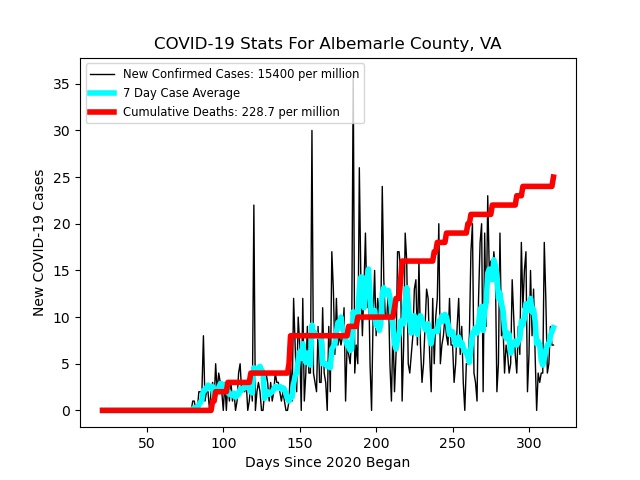 COVID-19 Stats For Albemarle County, VA
New Confirmed Cases: 15400 per million
7 Day Case Average
Cumulative Deaths: 228.7 per million
New COVID-19 Cases
35
30
25
20
15
10
5
0
50 100 150 200 250 300
Days Since 2020 Began